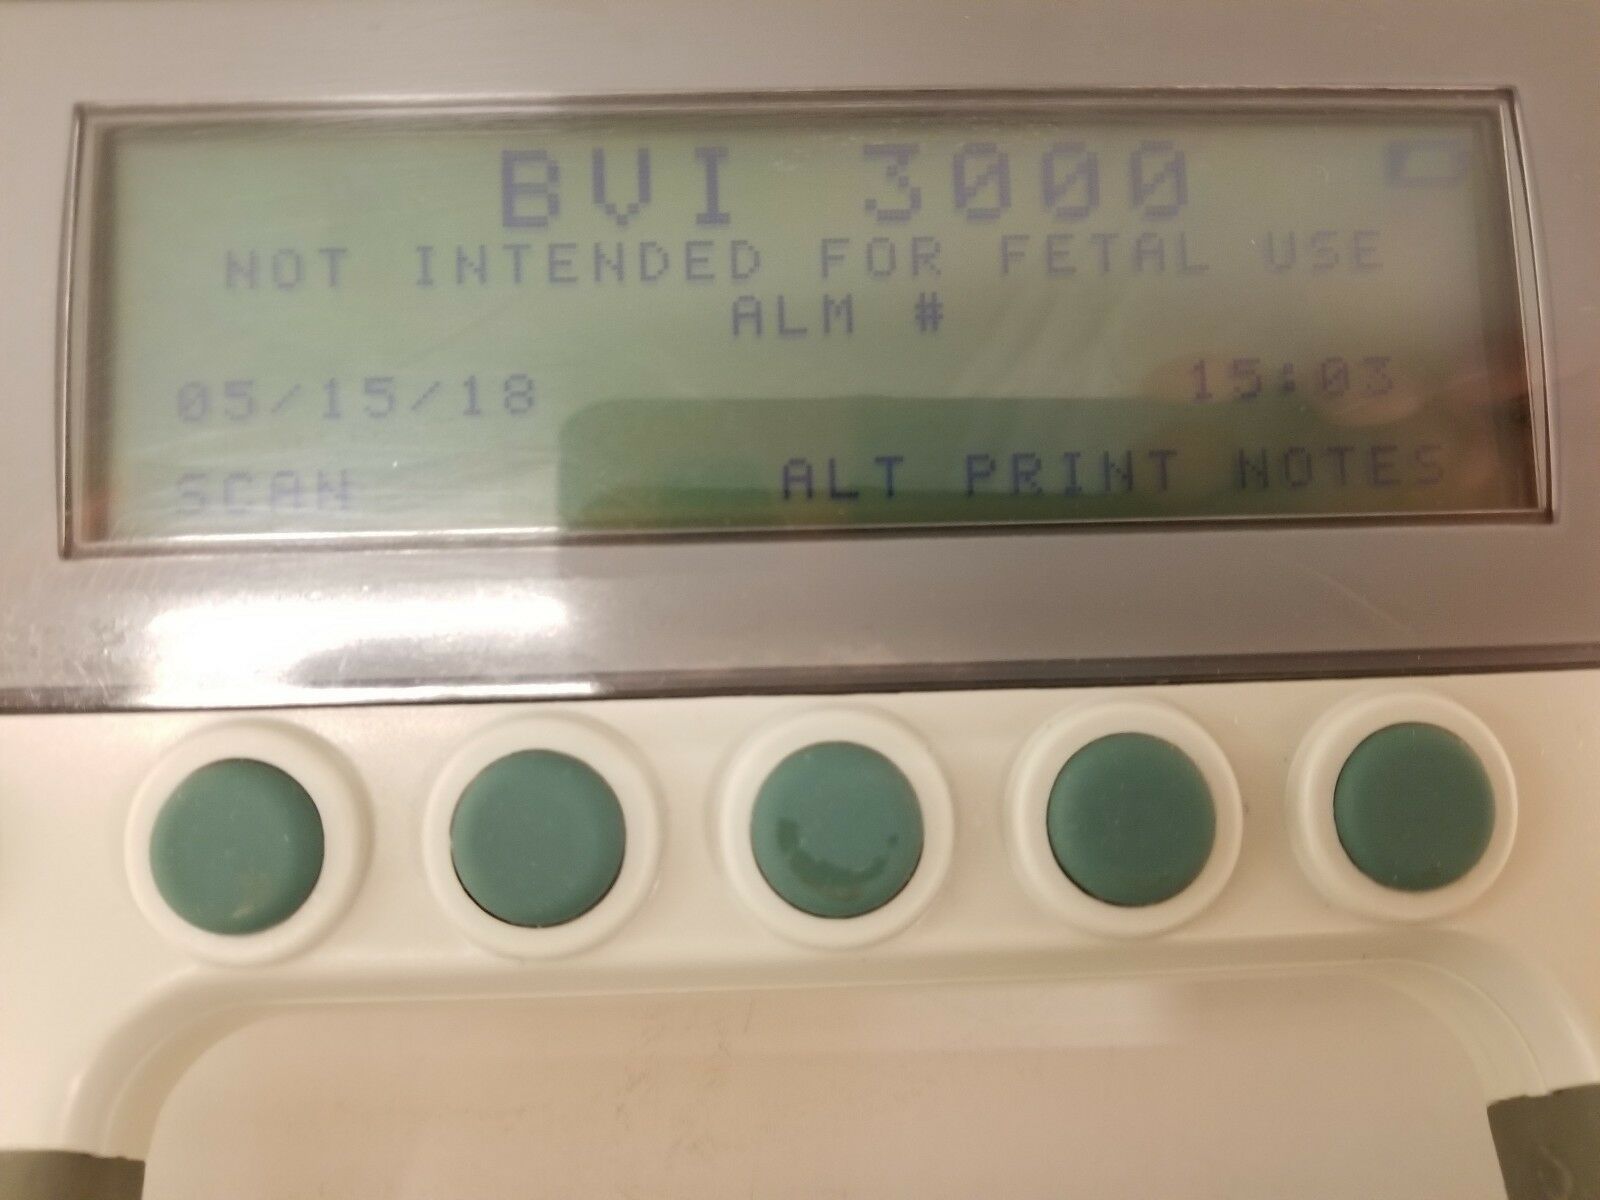 BVI 3000
NOT INTENDED FOR FETAL USE
ALM #
05/15/18 15:03
SCAN ALT PRINT NOTES